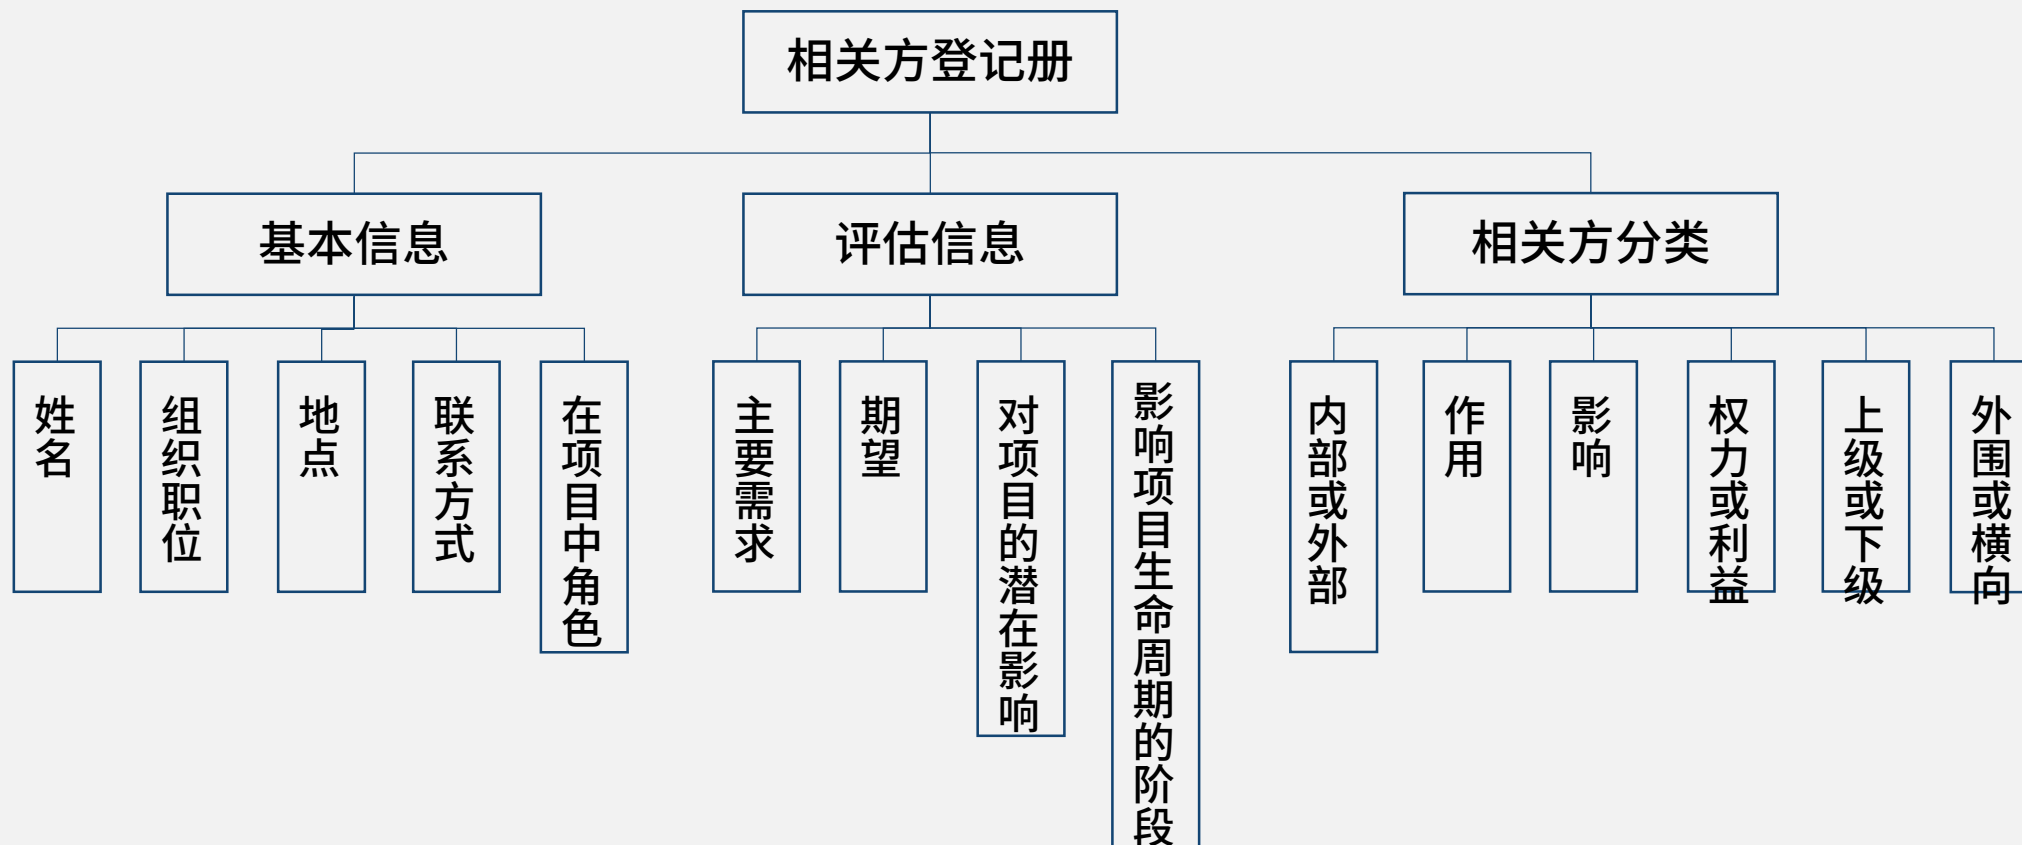 相关方登记册
基本信息
评估信息
相关方分类
姓名
组织职位
地点
联系方式
在项目中角色
主要需求
期望
对项目的潜在影响
影响项目生命周期的阶段
内部或外部
作用
影响
权力或利益
上级或下级
外围或横向